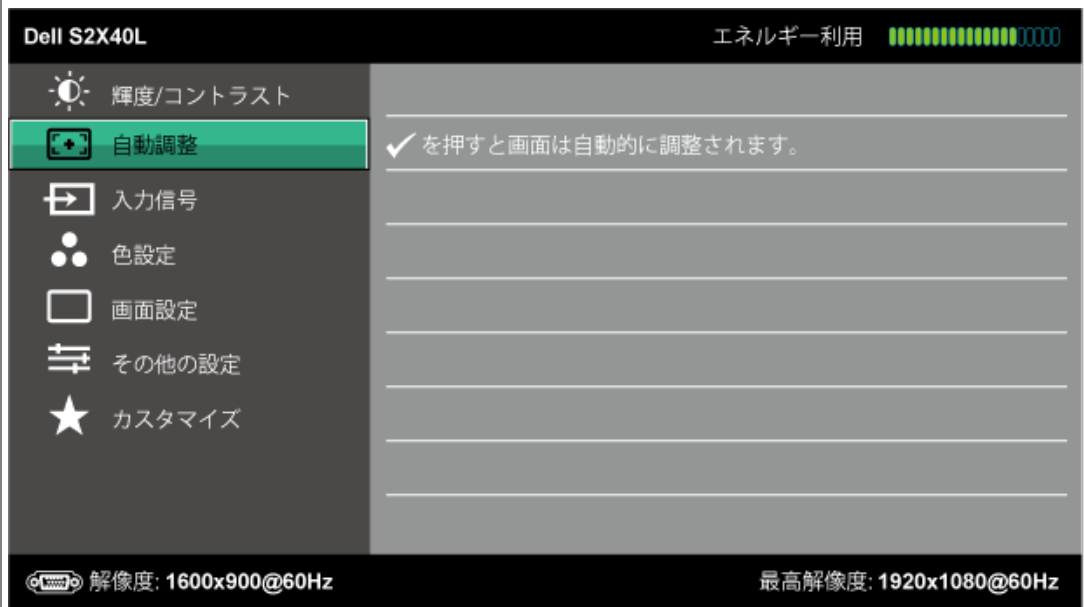 Dell S2X40L エネルギー利用
輝度/コントラスト
自動調整 ✓を押すと画面は自動的に調整されます。
入力信号
色設定
画面設定
その他の設定
カスタマイズ
解像度: 1600x900@60Hz 最高解像度: 1920x1080@60Hz